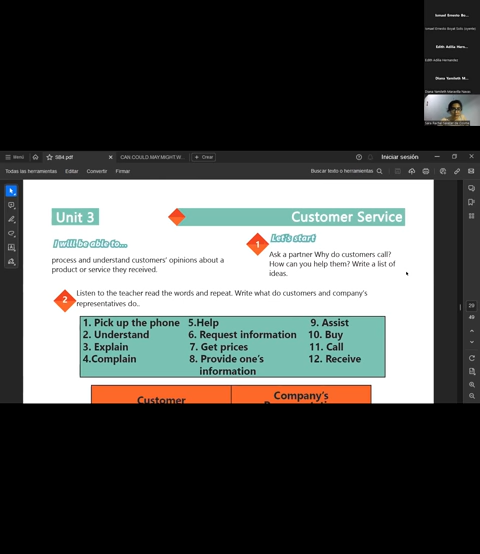 Ismael Ernesto Bo...
Edith Adilia Hern...
Edith Adilia Hernandez
Diana Yamileth M...
Menú
SB4.pdf
CAN COULD MAY MIGHT W...
+ Crear
Iniciar sesión
Todas las herramientas Editar Convertir Firmar
Buscar texto o herramientas
Unit 3
Customer Service
I will be able to...
process and understand customers' opinions about a
product or service they received.
1
Let's start
Ask a partner Why do customers call?
How can you help them? Write a list of
ideas.
2
Listen to the teacher read the words and repeat. Write what do customers and company's
representatives do..
1. Pick up the phone 5.Help 9. Assist
2. Understand 6. Request information 10. Buy
3. Explain 7. Get prices 11. Call
4.Complain 8. Provide one's 12. Receive
information
Customer
Company's
29
49